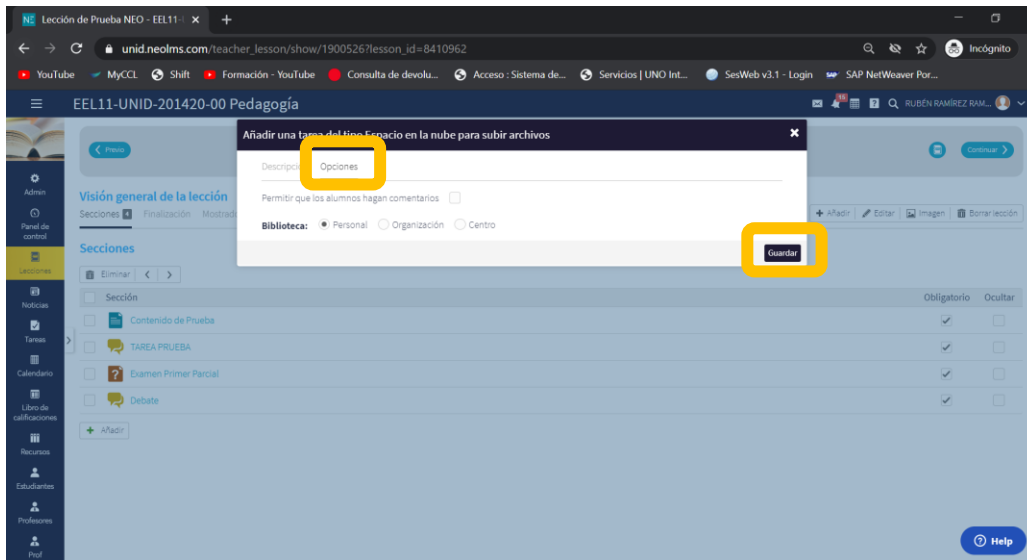 NE Lección de Prueba NEO - EEL11-
unid.neolms.com/teacher_lesson/show/1900526?lesson_id=8410962
Incógnito
YouTube MyCCL Shift Formación - YouTube Consulta de devolu... Acceso : Sistema de... Servicios | UNO Int... SesWeb v3.1 - Login SAP NetWeaver Por...
EEL11-UNID-201420-00 Pedagogía
RUBÉN RAMÍREZ RAM...
Añadir una tarea del tipo Espacio en la nube para subir archivos
Previo
Continuar
Opciones
Permitir que los alumnos hagan comentarios
Biblioteca: Personal Organización Centro
Guardar
Visión general de la lección
Secciones 4 Finalización
Añadir Editar Imagen Borrar lección
Secciones
Eliminar
Sección Obligatorio Ocultar
Contenido de Prueba
TAREA PRUEBA
Examen Primer Parcial
Debate
Añadir
Admin
Panel de
control
Lecciones
Noticias
Tareas
Calendario
Libro de
calificaciones
Recursos
Estudiantes
Profesores
Prof
Help